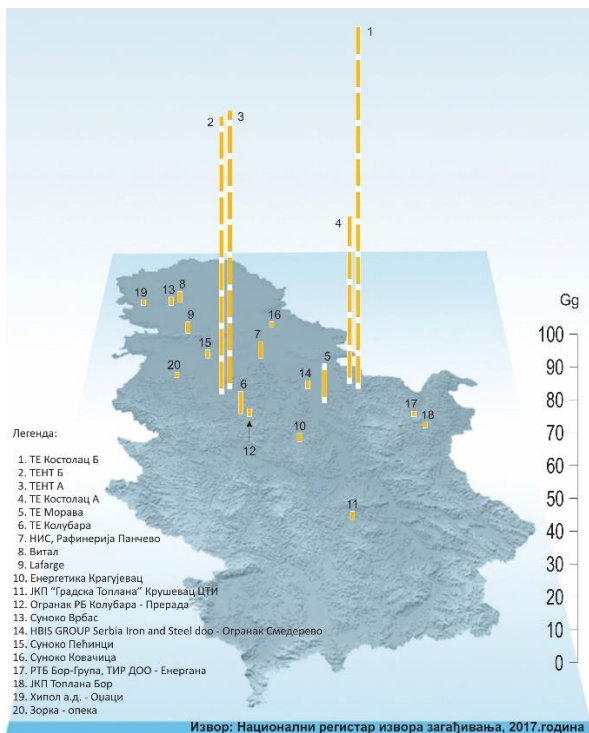 1
2
3
4
19
13
8
9
16
7
15
5
20
6
14
17
18
10
12
11
Gg
100
90
80
70
60
50
40
30
20
10
0
Легенда:
1. ТЕ Костолац Б
2. ТЕНТ Б
3. ТЕНТ А
4. ТЕ Костолац А
5. ТЕ Морава
6. ТЕ Колубара
7. НИС, Рафинерија Панчево
8. Витал
9. Lafarge
10. Енергетика Крагујевац
11. ЈКП "Градска Топлана" Крушевац ЦТИ
12. Огранак РБ Колубара - Прерада
13. Суноко Врбас
14. HBIS GROUP Serbia Iron and Steel doo - Огранак Смедерево
15. Суноко Пећинци
16. Суноко Ковачица
17. РТБ Бор-Група, ТИР ДОО - Енергана
18. ЈКП Топлана Бор
19. Хипол а.д. - Оџаци
20. Зорка - опека
Извор: Национални регистар извора загађивања, 2017.година